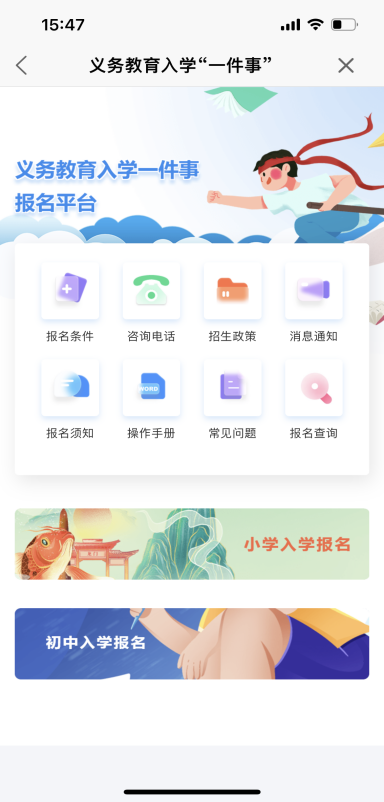 15:47
义务教育入学“一件事”
义务教育入学一件事
报名平台
报名条件
咨询电话
招生政策
消息通知
报名须知
WORD
操作手册
常见问题
报名查询
小学入学报名
初中入学报名